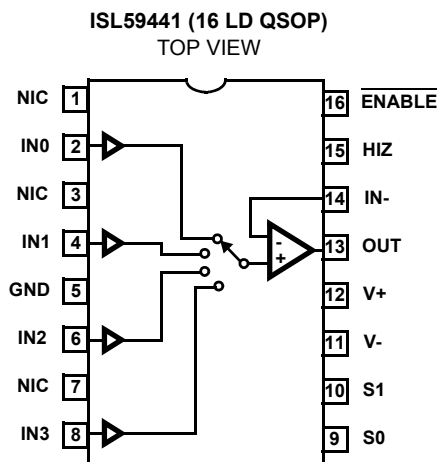 ISL59441 (16 LD QSOP)
TOP VIEW
NIC 1
IN0 2
NIC 3
IN1 4
GND 5
IN2 6
NIC 7
IN3 8
16 ENABLE
15 HIZ
14 IN-
13 OUT
12 V+
11 V-
10 S1
9 S0
-
+